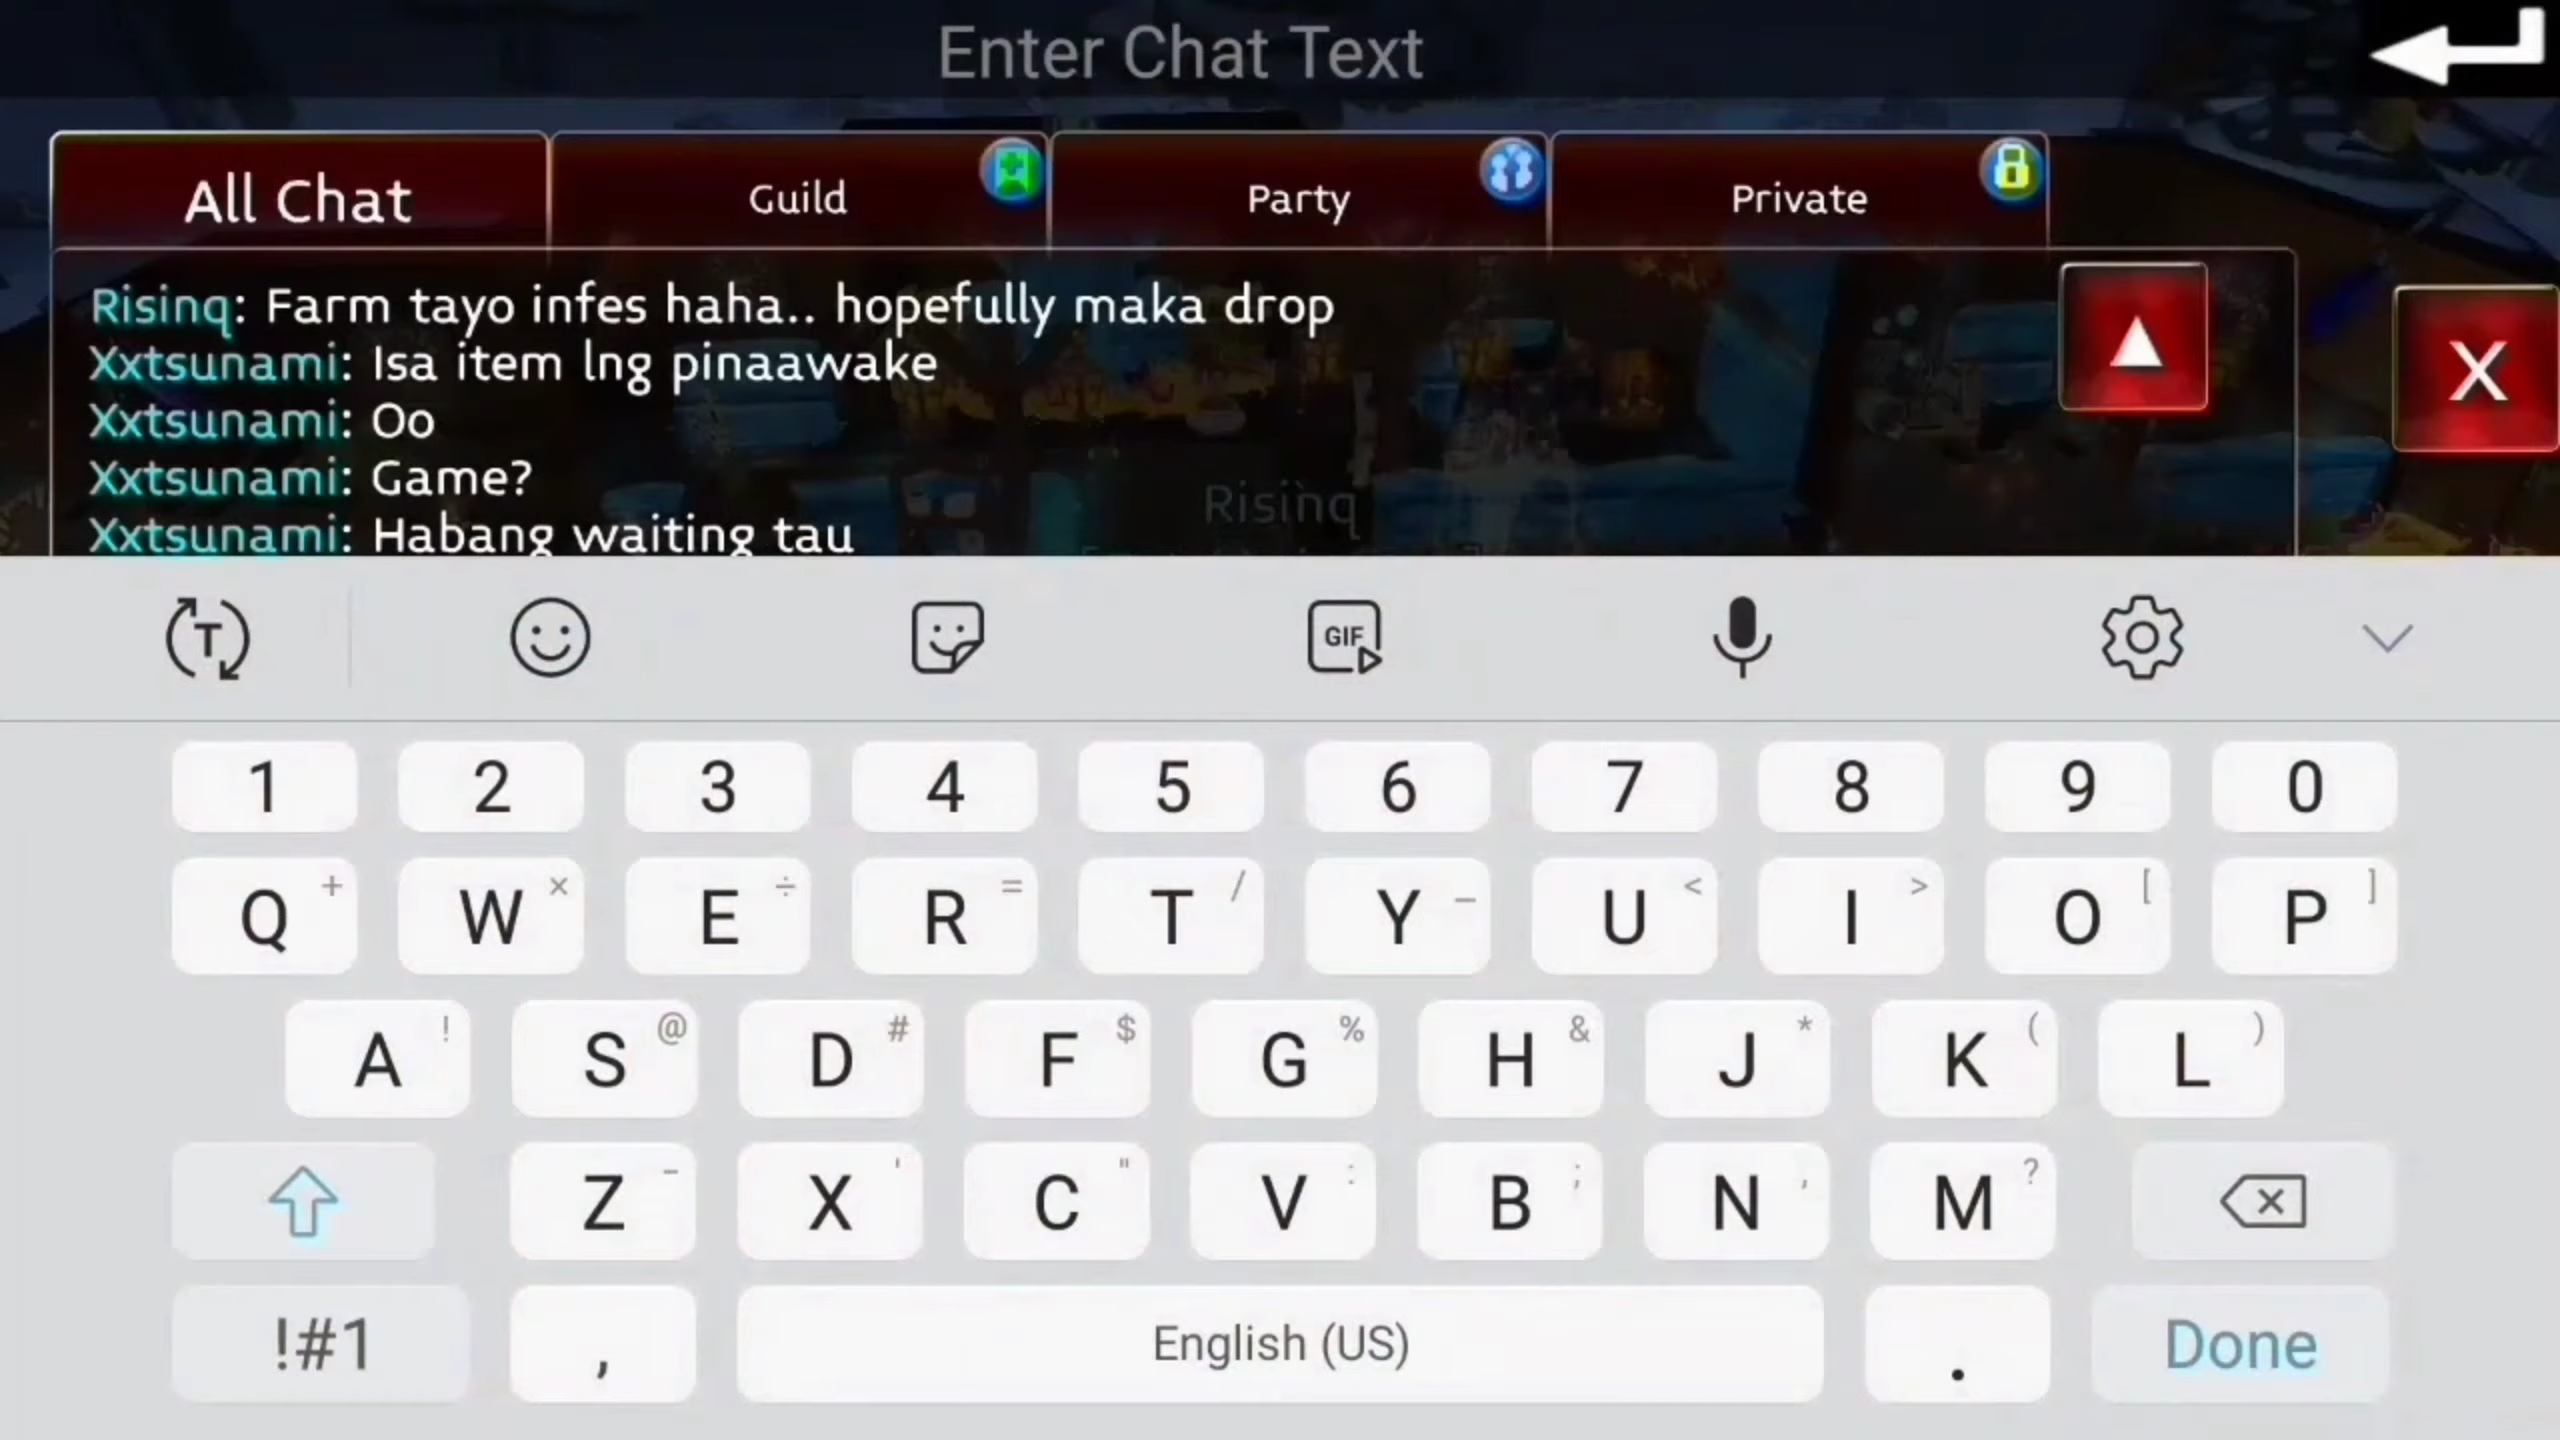 Enter Chat Text
All Chat
Guild
Party
Private
Risinq: Farm tayo infes haha.. hopefully maka drop
Xxtsunami: Isa item lng pinaawake
Xxtsunami: Oo
Xxtsunami: Game?
Xxtsunami: Habang waiting tau
X
Risinq
T
GIF
1 2 3 4 5 6 7 8 9 0
Q + W × E ÷ R = T / Y _ U < I > O [ P ]
A ! S @ D # F $ G % H & J * K ( L )
Z - X ' C " V : B ; N , M ?
!#1 , English (US) . Done